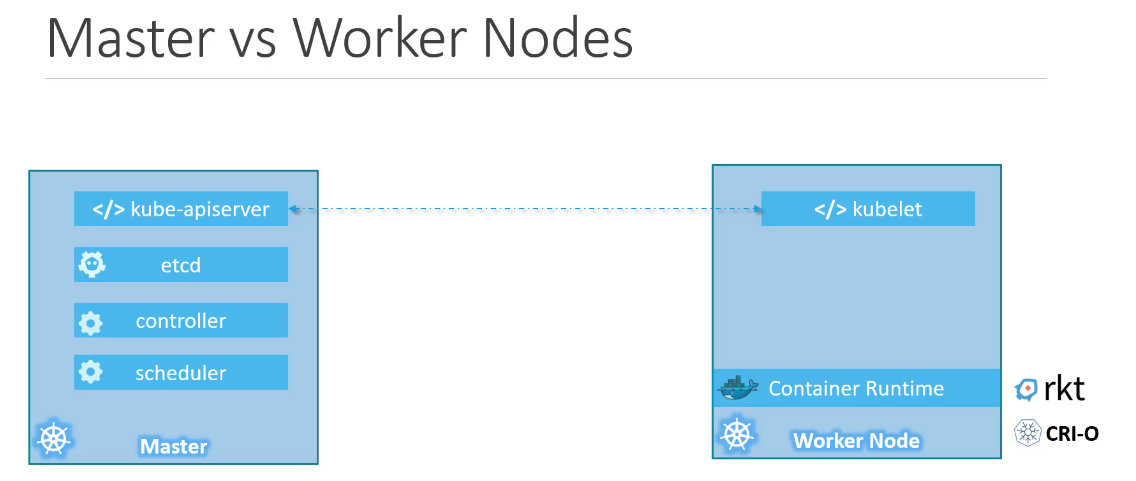 Master vs Worker Nodes
</> kube-apiserver
</> kubelet
etcd
controller
scheduler
Container Runtime
rkt
CRI-O
Master
Worker Node